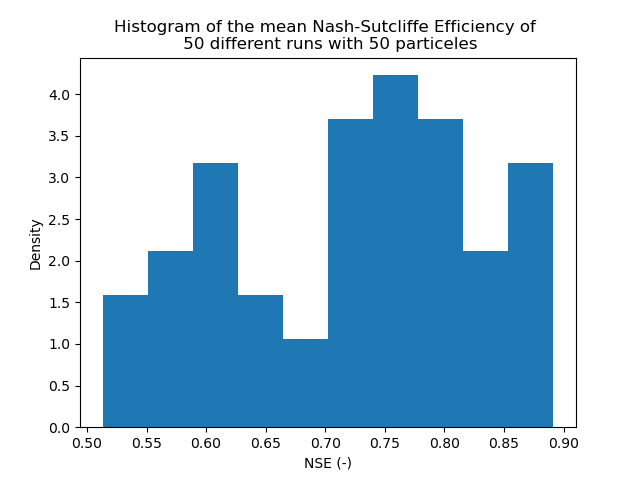 Histogram of the mean Nash-Sutcliffe Efficiency of
50 different runs with 50 particeles
4.0
3.5
3.0
2.5
2.0
1.5
1.0
0.5
0.0
Density
0.50 0.55 0.60 0.65 0.70 0.75 0.80 0.85 0.90
NSE (-)